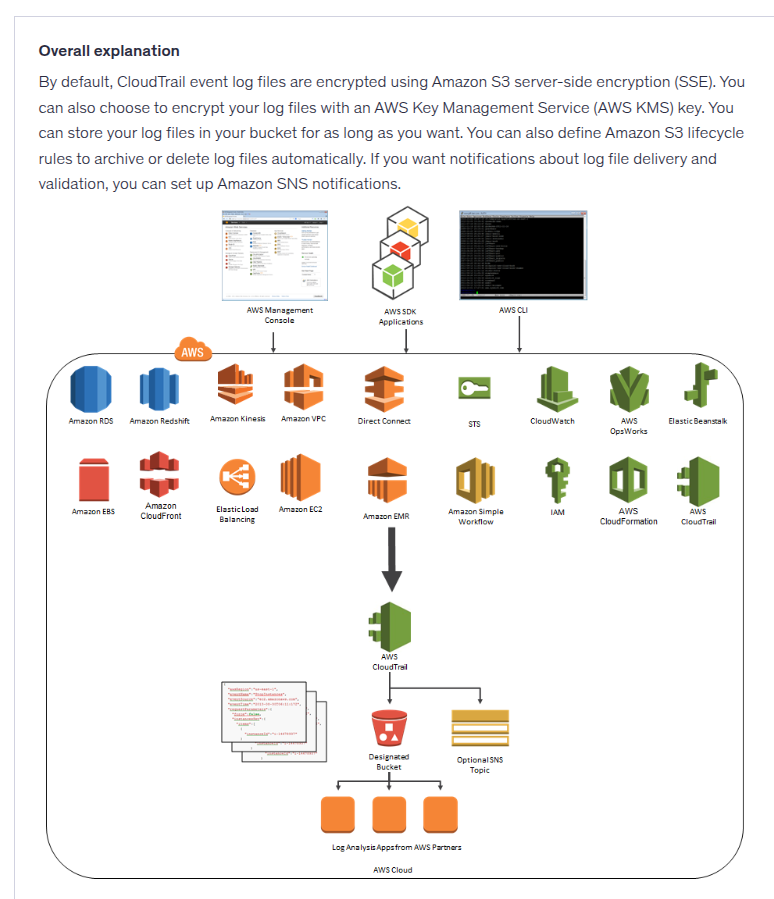 Overall explanation
By default, CloudTrail event log files are encrypted using Amazon S3 server-side encryption (SSE). You
can also choose to encrypt your log files with an AWS Key Management Service (AWS KMS) key. You
can store your log files in your bucket for as long as you want. You can also define Amazon S3 lifecycle
rules to archive or delete log files automatically. If you want notifications about log file delivery and
validation, you can set up Amazon SNS notifications.
AWS Management
Console
AWS SDK
Applications
AWS CLI
AWS
Amazon RDS
Amazon Redshift
Amazon Kinesis
Amazon VPC
Direct Connect
STS
CloudWatch
AWS
OpsWorks
Elastic Beanstalk
Amazon EBS
Amazon
CloudFront
Elastic Load
Balancing
Amazon EC2
Amazon EMR
Amazon Simple
Workflow
IAM
AWS
CloudFormation
AWS
CloudTrail
AWS
CloudTrail
Designated
Bucket
Optional SNS
Topic
Log Analysis Apps from AWS Partners
AWS Cloud